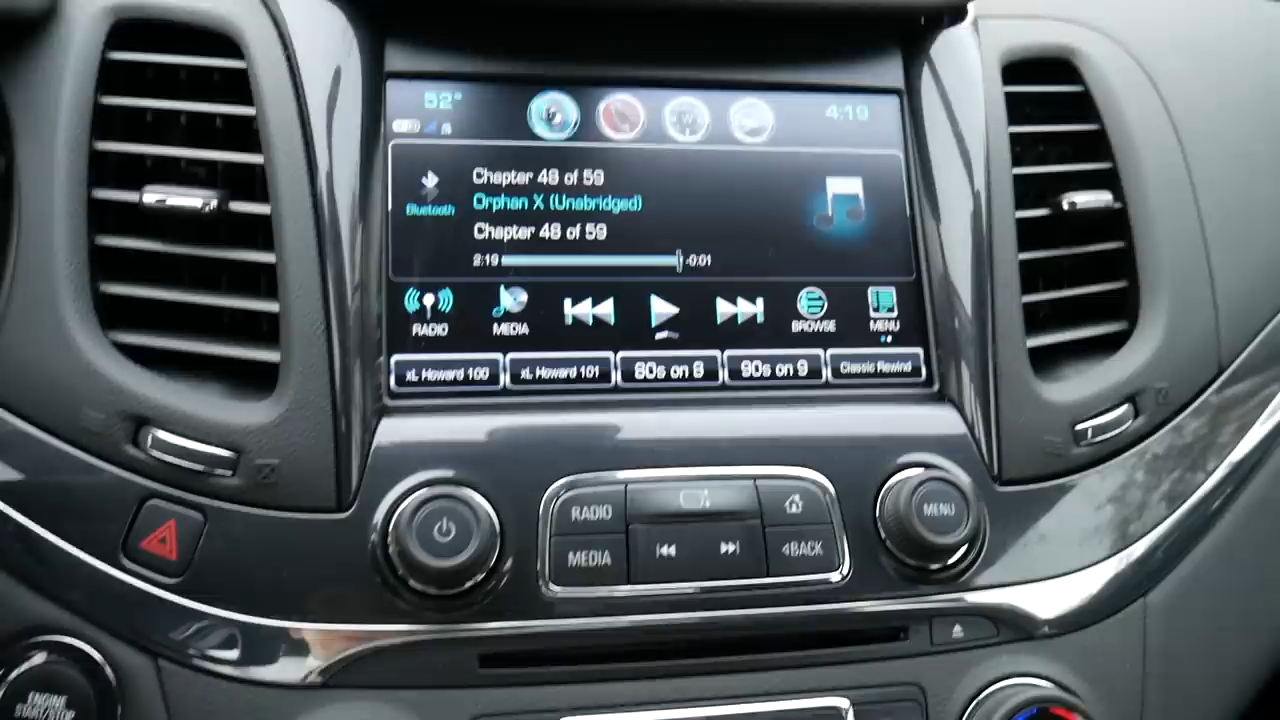 52° 4:19
Chapter 48 of 59
Bluetooth
Orphan X (Unabridged)
Chapter 48 of 59
2:19 -0:01
RADIO MEDIA BROWSE MENU
xL Howard 100 xL Howard 101 80s on 8 90s on 9 Classic Rewind
RADIO MENU
MEDIA 4BACK
ENGINE
START/STOP